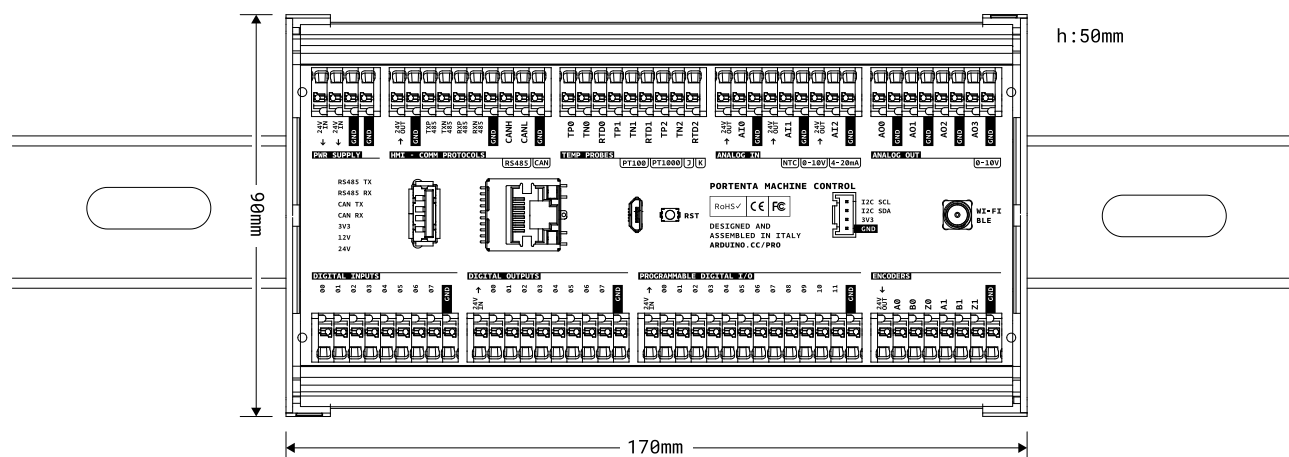 h:50mm
24V IN
24V IN
GND
GND
24V OUT
GND
TXP 485
TXN 485
RXP 485
RXN 485
GND
CANH
CANL
GND
TP0
TN0
RTD0
TP1
TN1
RTD1
TP2
TN2
RTD2
24V OUT
AI0
GND
24V OUT
AI1
GND
24V OUT
AI2
GND
AO0
GND
AO1
GND
AO2
GND
AO3
GND
PWR SUPPLY
HMI - COMM PROTOCOLS
RS485 CAN
TEMP PROBES
PT100 PT1000 J K
ANALOG IN
NTC 0-10V 4-20mA
ANALOG OUT
0-10V
90mm
RS485 TX
RS485 RX
CAN TX
CAN RX
3V3
12V
24V
RST
PORTENTA MACHINE CONTROL
RoHS✓ CE FC
DESIGNED AND
ASSEMBLED IN ITALY
ARDUINO.CC/PRO
I2C SCL
I2C SDA
3V3
GND
WI-FI
BLE
DIGITAL INPUTS
00 01 02 03 04 05 06 07 GND
DIGITAL OUTPUTS
24V IN 00 01 02 03 04 05 06 07 GND
PROGRAMMABLE DIGITAL I/O
24V IN 00 01 02 03 04 05 06 07 08 09 10 11 GND
ENCODERS
24V OUT A0 B0 Z0 A1 B1 Z1 GND
170mm